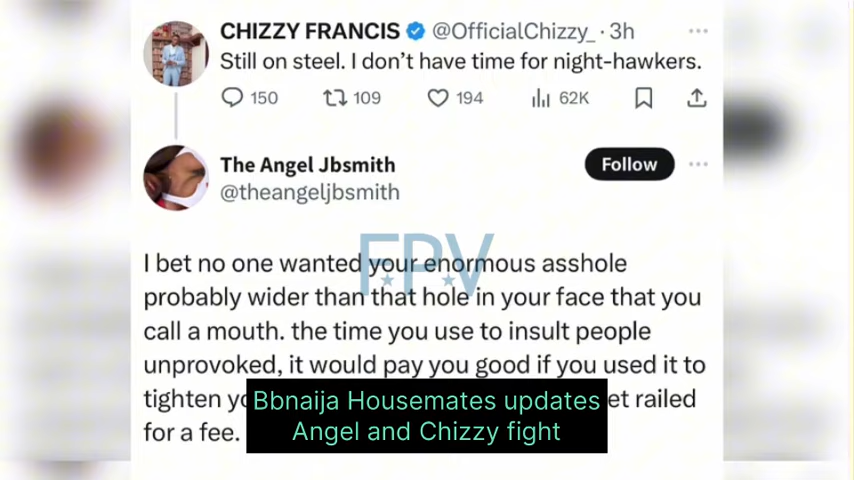 CHIZZY FRANCIS @OfficialChizzy_ · 3h
Still on steel. I don’t have time for night-hawkers.
150 109 194 62K
The Angel Jbsmith
Follow
@theangeljbsmith
FPV
I bet no one wanted your enormous asshole
probably wider than that hole in your face that you
call a mouth. the time you use to insult people
unprovoked, it would pay you good if you used it to
tighten railed
for a fee.
Bbnaija Housemates updates
Angel and Chizzy fight